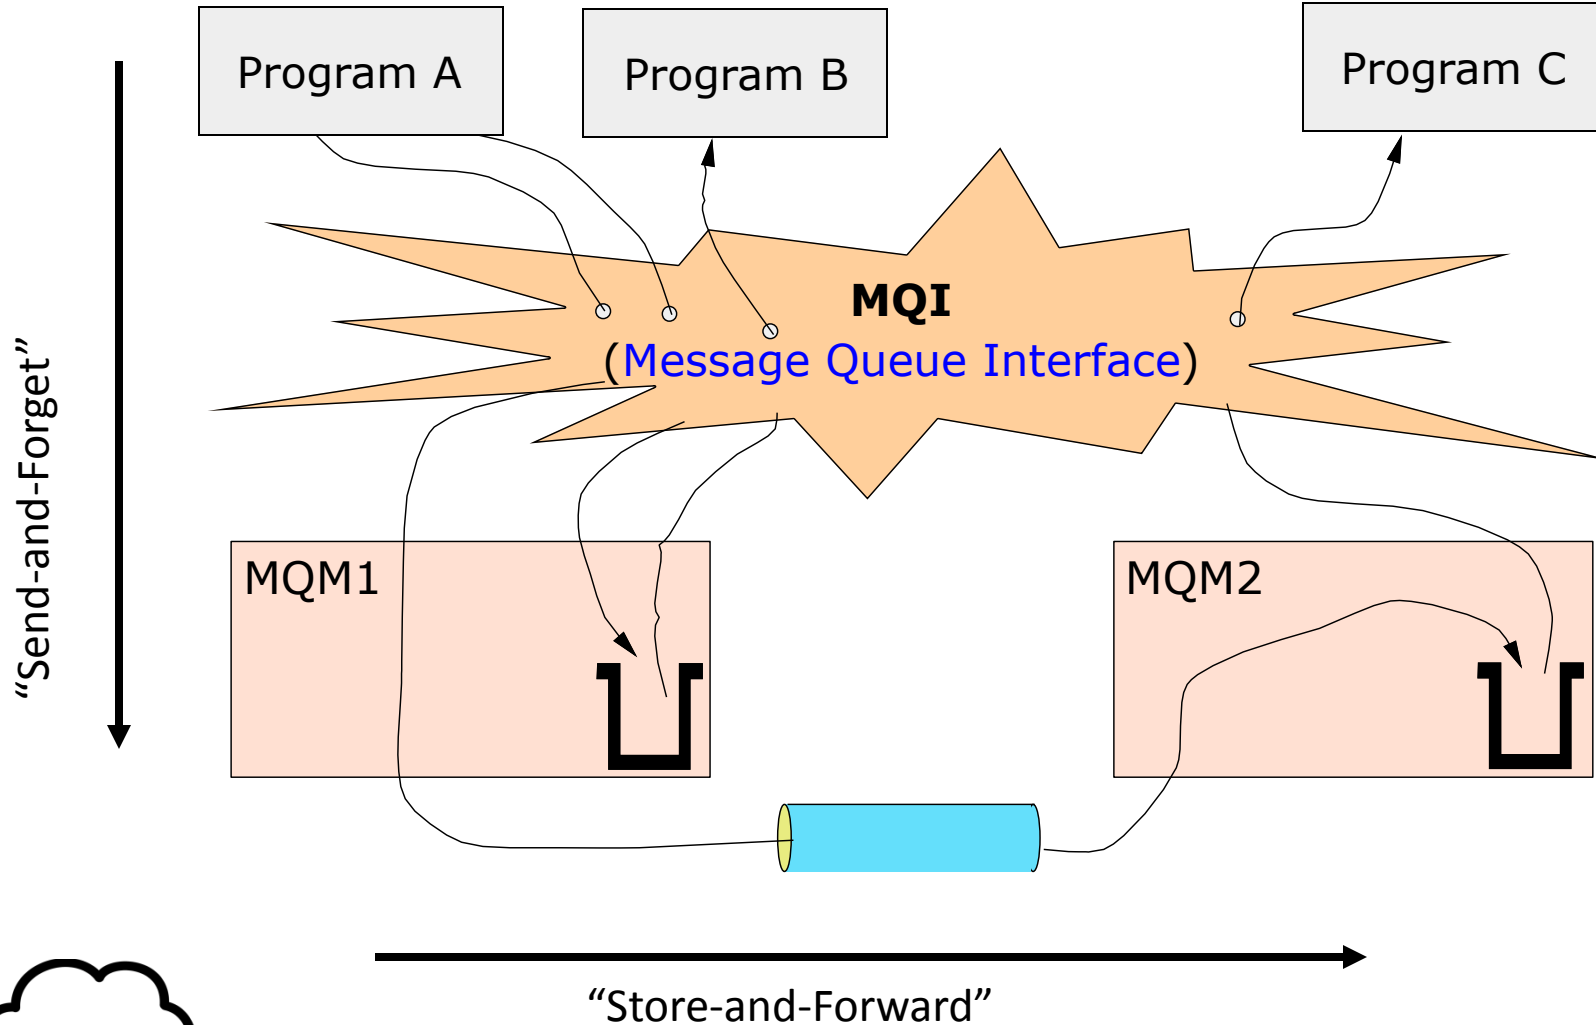 Program A
Program B
Program C
MQI
(Message Queue Interface)
“Send-and-Forget”
MQM1
MQM2
“Store-and-Forward”